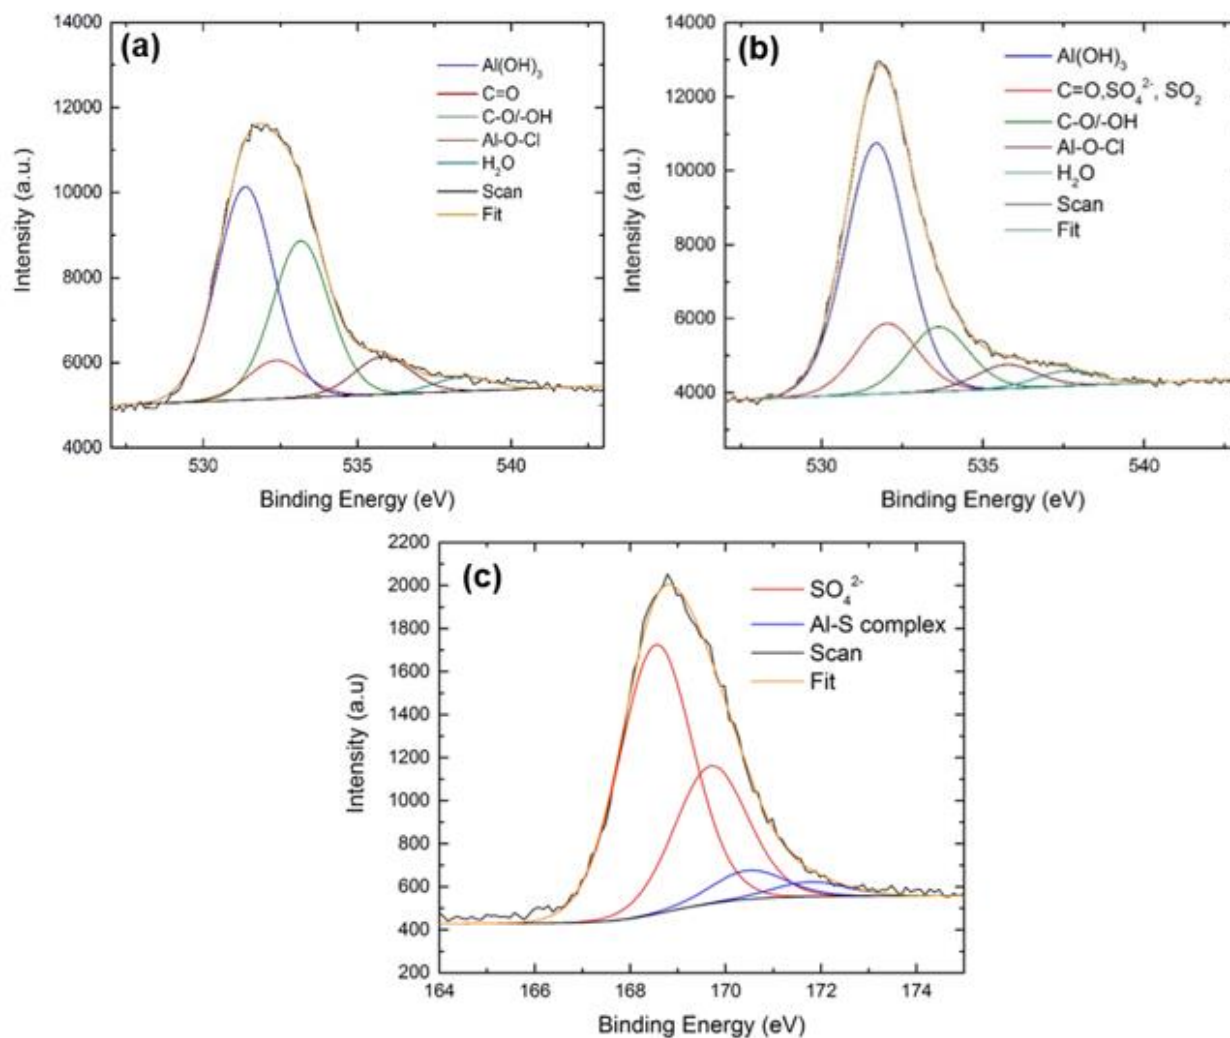 (a)
Al(OH)₃
C=O
C-O/-OH
Al-O-Cl
H₂O
Scan
Fit
14000
12000
10000
8000
6000
4000
530
535
540
Intensity (a.u.)
Binding Energy (eV)
(b)
Al(OH)₃
C=O,SO₄²⁻, SO₂
C-O/-OH
Al-O-Cl
H₂O
Scan
Fit
14000
12000
10000
8000
6000
4000
530
535
540
Intensity (a.u.)
Binding Energy (eV)
(c)
SO₄²⁻
Al-S complex
Scan
Fit
2200
2000
1800
1600
1400
1200
1000
800
600
400
200
164
166
168
170
172
174
Intensity (a.u)
Binding Energy (eV)